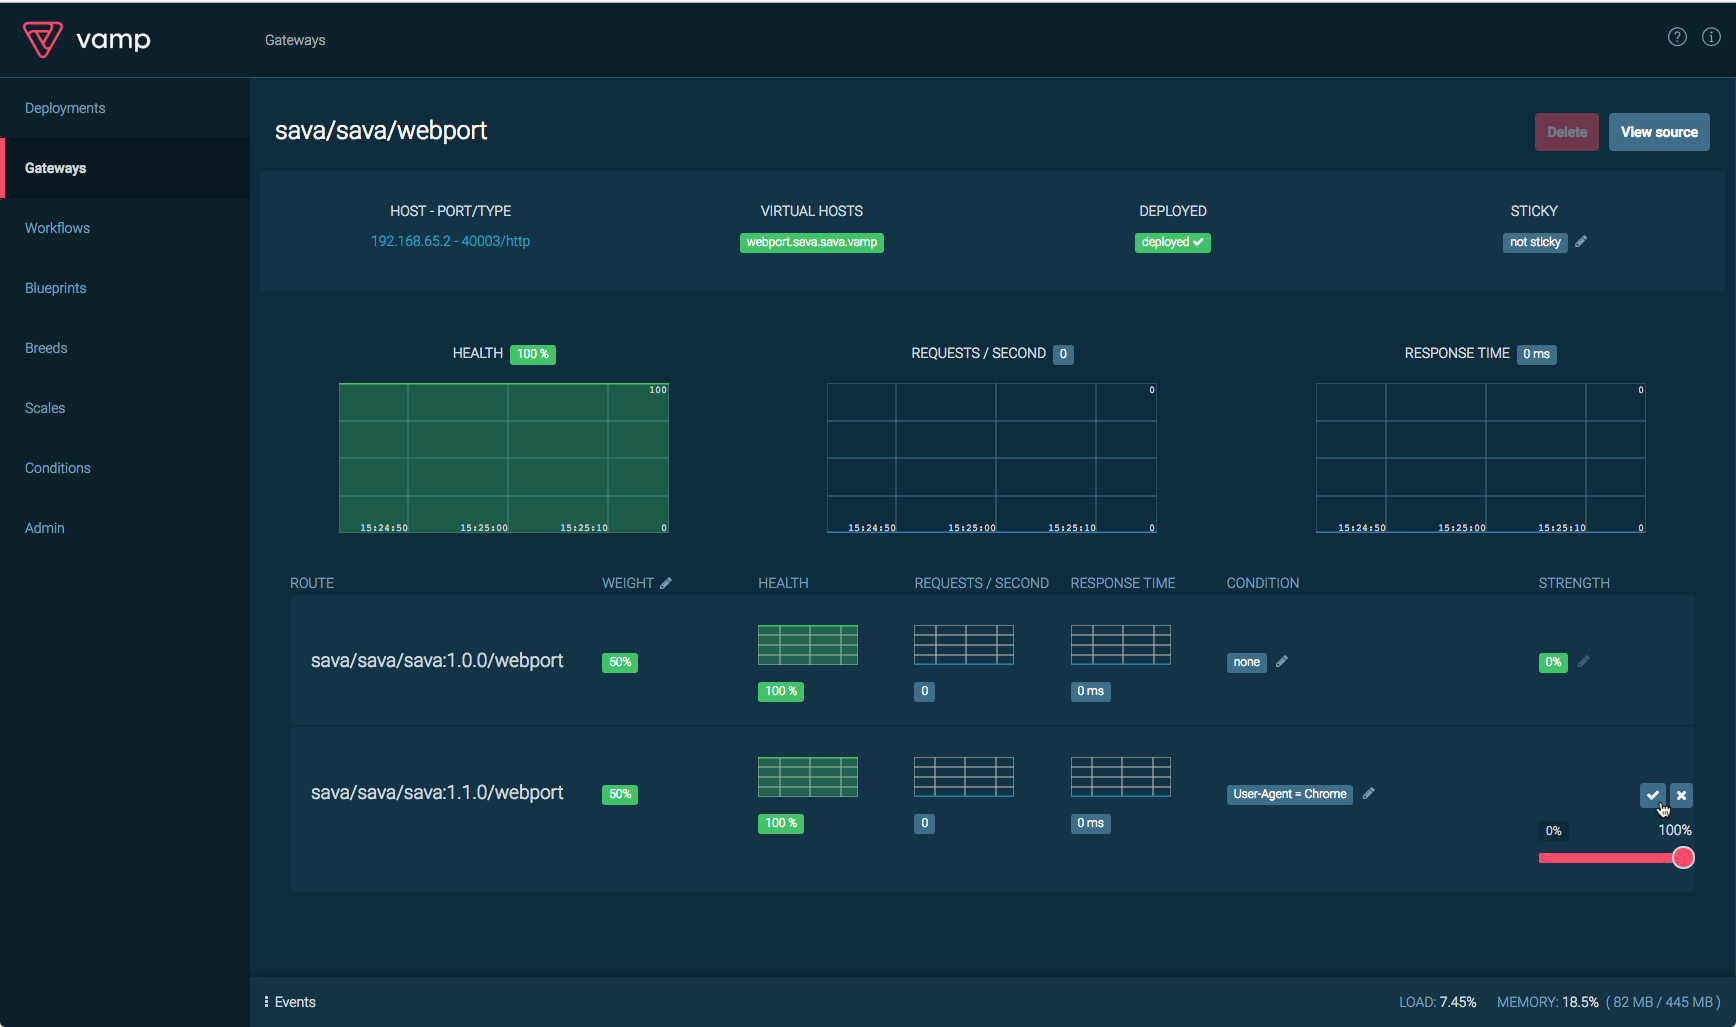 vamp
Gateways
Deployments
Gateways
Workflows
Blueprints
Breeds
Scales
Conditions
Admin
sava/sava/webport
Delete
View source
HOST - PORT/TYPE
VIRTUAL HOSTS
DEPLOYED
STICKY
192.168.65.2 - 40003/http
webport.sava.sava.vamp
deployed ✔
not sticky
HEALTH 100 %
REQUESTS / SECOND 0
RESPONSE TIME 0 ms
100
15:24:50 15:25:00 15:25:10 0
0
15:24:50 15:25:00 15:25:10 0
0
15:24:50 15:25:00 15:25:10 0
ROUTE WEIGHT HEALTH REQUESTS / SECOND RESPONSE TIME CONDITION STRENGTH
sava/sava/sava:1.0.0/webport 50% none 0%
100 % 0 0 ms
sava/sava/sava:1.1.0/webport 50% User-Agent = Chrome
100 % 0 0 ms
0% 100%
Events
LOAD: 7.45% MEMORY: 18.5% ( 82 MB / 445 MB )